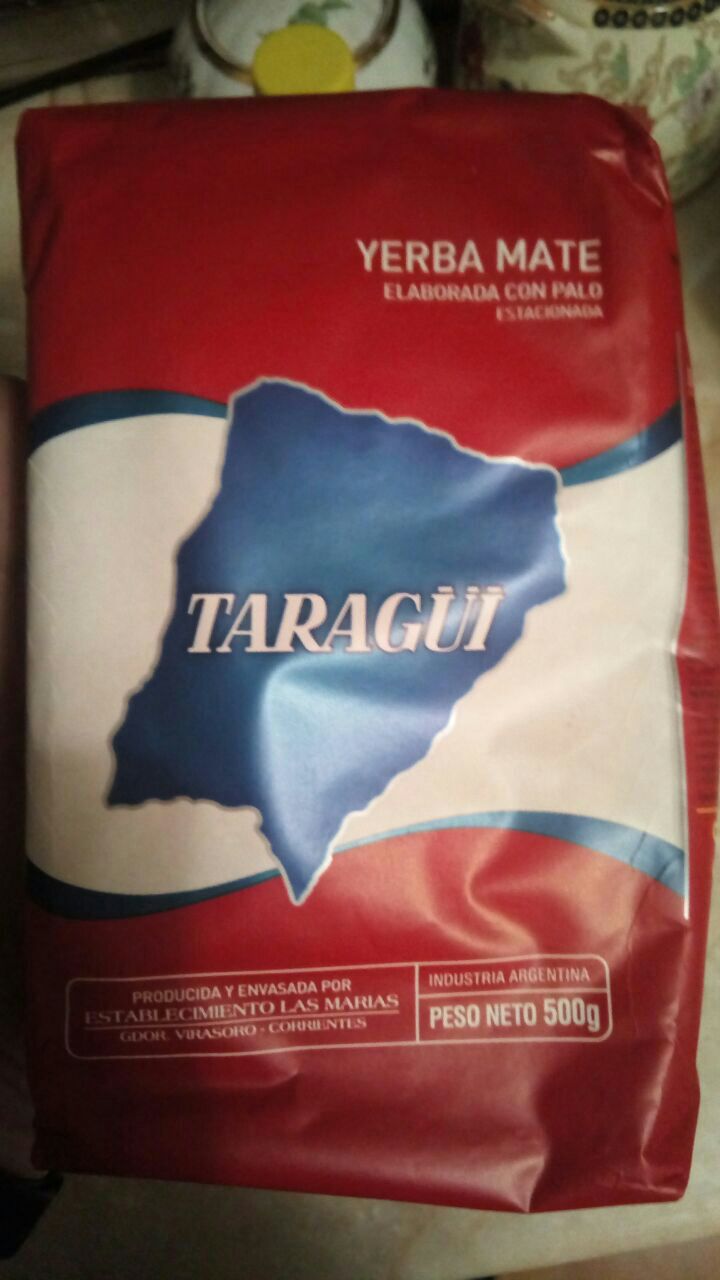 YERBA MATE
ELABORADA CON PALO
ESTACIONADA
TARAGÜÏ
PRODUCIDA Y ENVASADA POR
ESTABLECIMIENTO LAS MARIAS
GDOR. VIRASORO - CORRIENTES
INDUSTRIA ARGENTINA
PESO NETO 500g